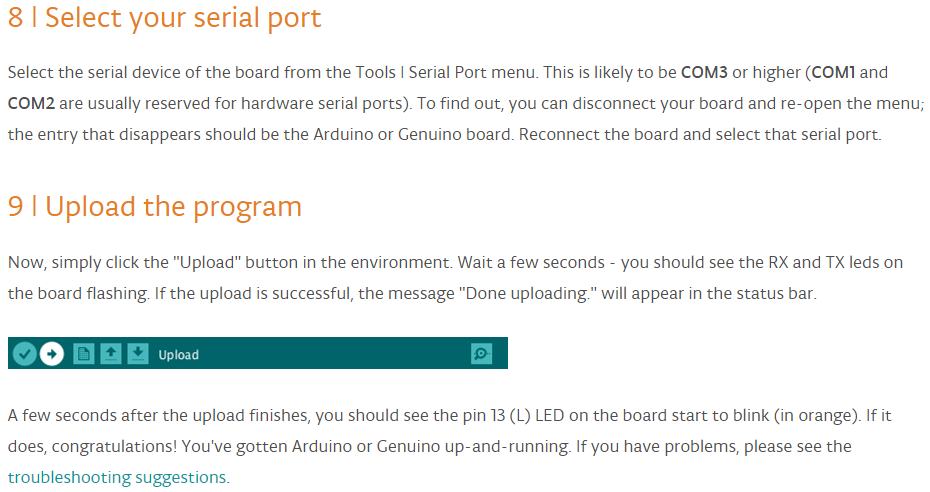 8 | Select your serial port
Select the serial device of the board from the Tools | Serial Port menu. This is likely to be COM3 or higher (COM1 and
COM2 are usually reserved for hardware serial ports). To find out, you can disconnect your board and re-open the menu;
the entry that disappears should be the Arduino or Genuino board. Reconnect the board and select that serial port.
9 | Upload the program
Now, simply click the "Upload" button in the environment. Wait a few seconds - you should see the RX and TX leds on
the board flashing. If the upload is successful, the message "Done uploading." will appear in the status bar.
Upload
A few seconds after the upload finishes, you should see the pin 13 (L) LED on the board start to blink (in orange). If it
does, congratulations! You've gotten Arduino or Genuino up-and-running. If you have problems, please see the
troubleshooting suggestions.